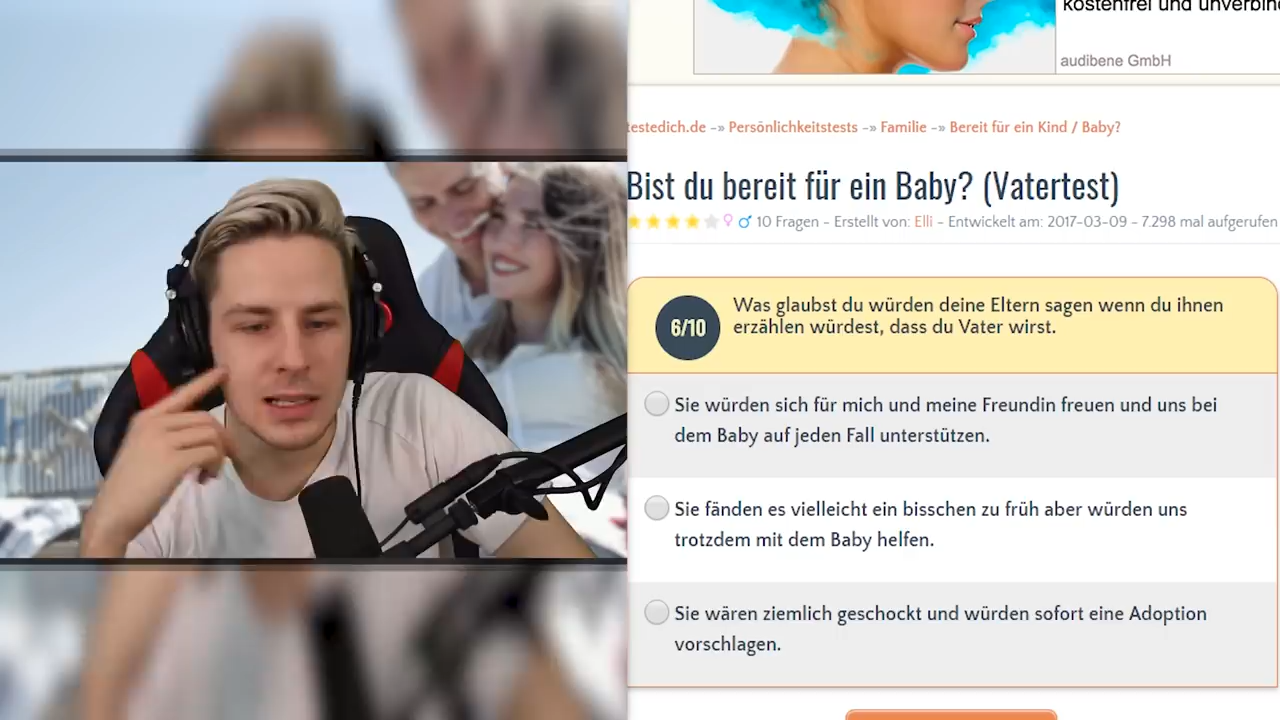 kostenfrei und unverbind
audibene GmbH
testedich.de -» Persönlichkeitstests -» Familie -» Bereit für ein Kind / Baby?
Bist du bereit für ein Baby? (Vatertest)
10 Fragen - Erstellt von: Elli - Entwickelt am: 2017-03-09 - 7.298 mal aufgerufen
6/10
Was glaubst du würden deine Eltern sagen wenn du ihnen
erzählen würdest, dass du Vater wirst.
Sie würden sich für mich und meine Freundin freuen und uns bei
dem Baby auf jeden Fall unterstützen.
Sie fänden es vielleicht ein bisschen zu früh aber würden uns
trotzdem mit dem Baby helfen.
Sie wären ziemlich geschockt und würden sofort eine Adoption
vorschlagen.